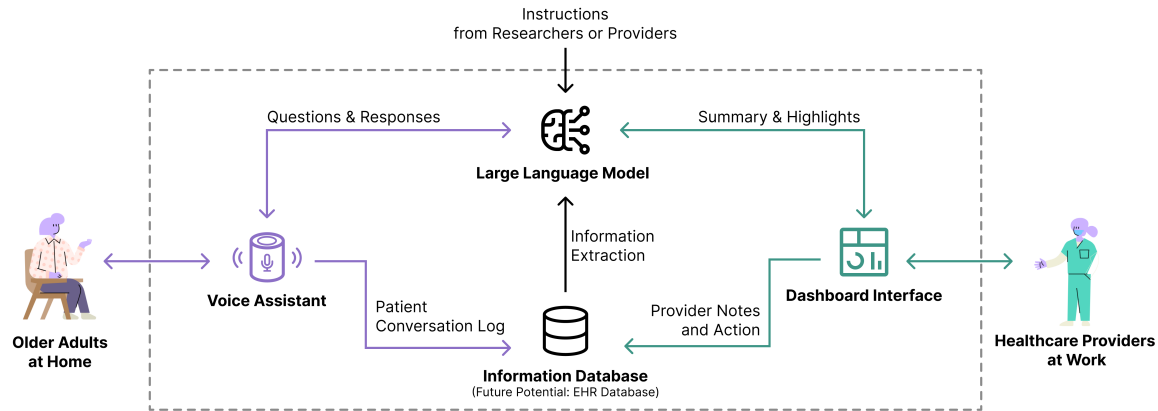 Instructions
from Researchers or Providers
Questions & Responses
Summary & Highlights
Large Language Model
Information
Extraction
Voice Assistant
Dashboard Interface
Patient
Conversation Log
Provider Notes
and Action
Older Adults
at Home
Healthcare Providers
at Work
Information Database
(Future Potential: EHR Database)